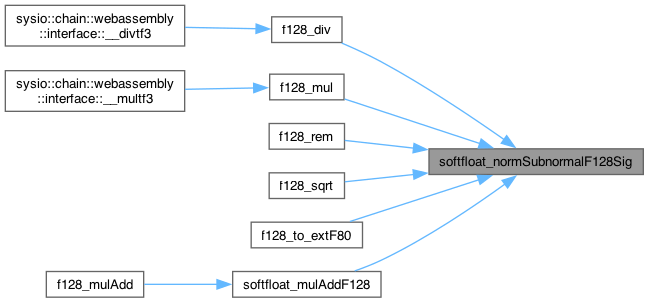 sysio::chain::webassembly
::interface::__divtf3
f128_div
sysio::chain::webassembly
::interface::__multf3
f128_mul
f128_rem
softfloat_normSubnormalF128Sig
f128_sqrt
f128_to_extF80
f128_mulAdd
softfloat_mulAddF128